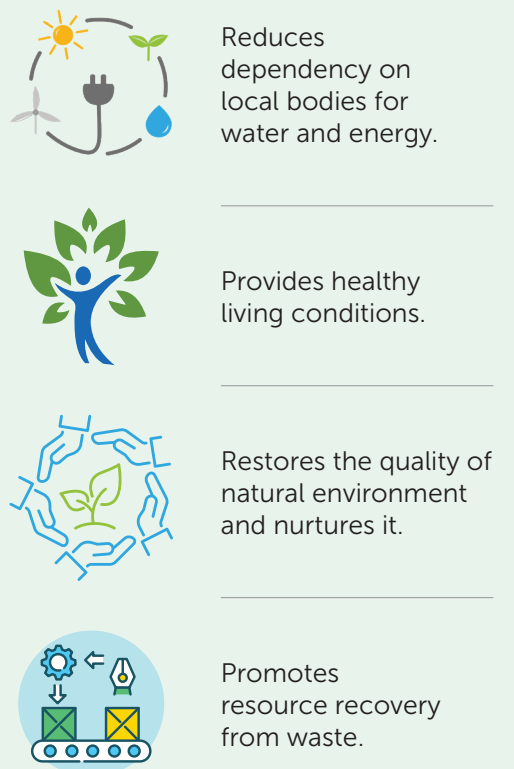 Reduces
dependency on
local bodies for
water and energy.
Provides healthy
living conditions.
Restores the quality of
natural environment
and nurtures it.
Promotes
resource recovery
from waste.